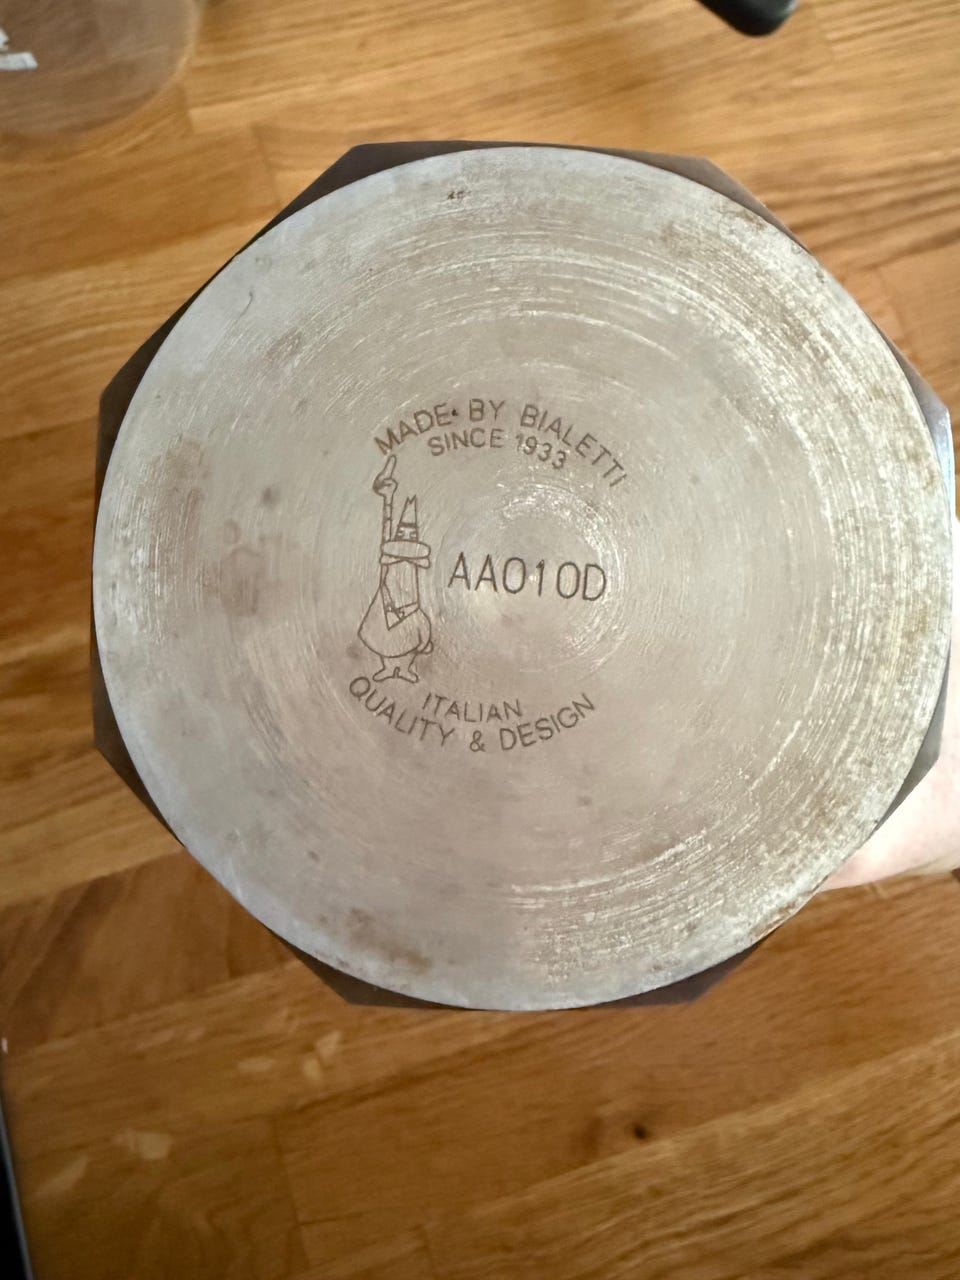 MADE BY BIALETTI
SINCE 1933
AA010D
ITALIAN
QUALITY & DESIGN